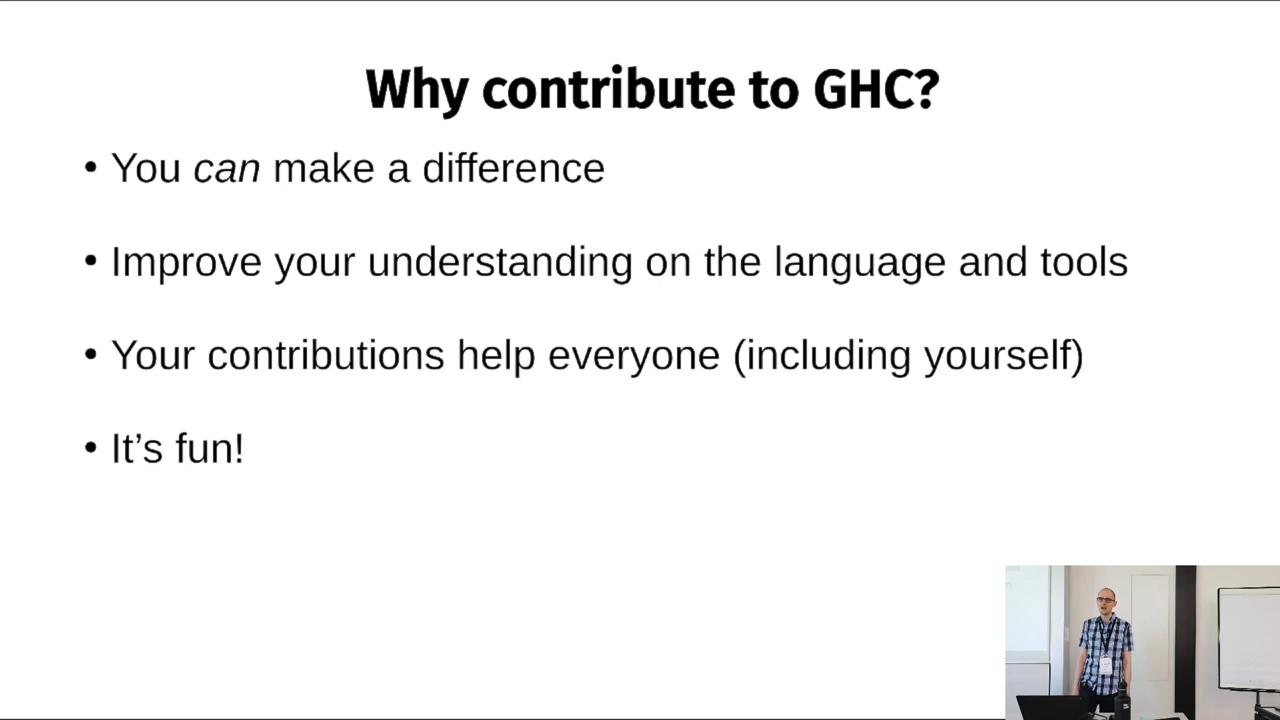 Why contribute to GHC?
• You can make a difference
• Improve your understanding on the language and tools
• Your contributions help everyone (including yourself)
• It’s fun!